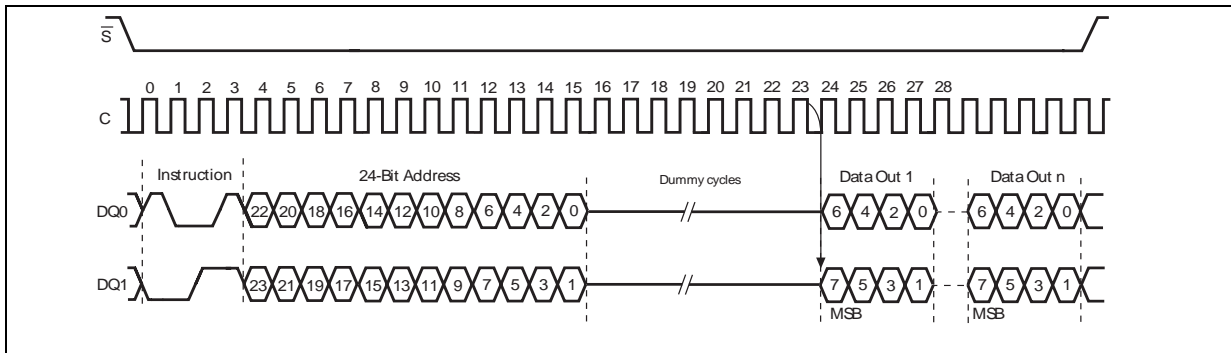 S
0 1 2 3 4 5 6 7 8 9 10 11 12 13 14 15 16 17 18 19 20 21 22 23 24 25 26 27 28
C
Instruction 24-Bit Address Dummy cycles Data Out 1 Data Out n
DQ0 22 20 18 16 14 12 10 8 6 4 2 0 6 4 2 0 6 4 2 0
DQ1 23 21 19 17 15 13 11 9 7 5 3 1 7 5 3 1 7 5 3 1
MSB MSB